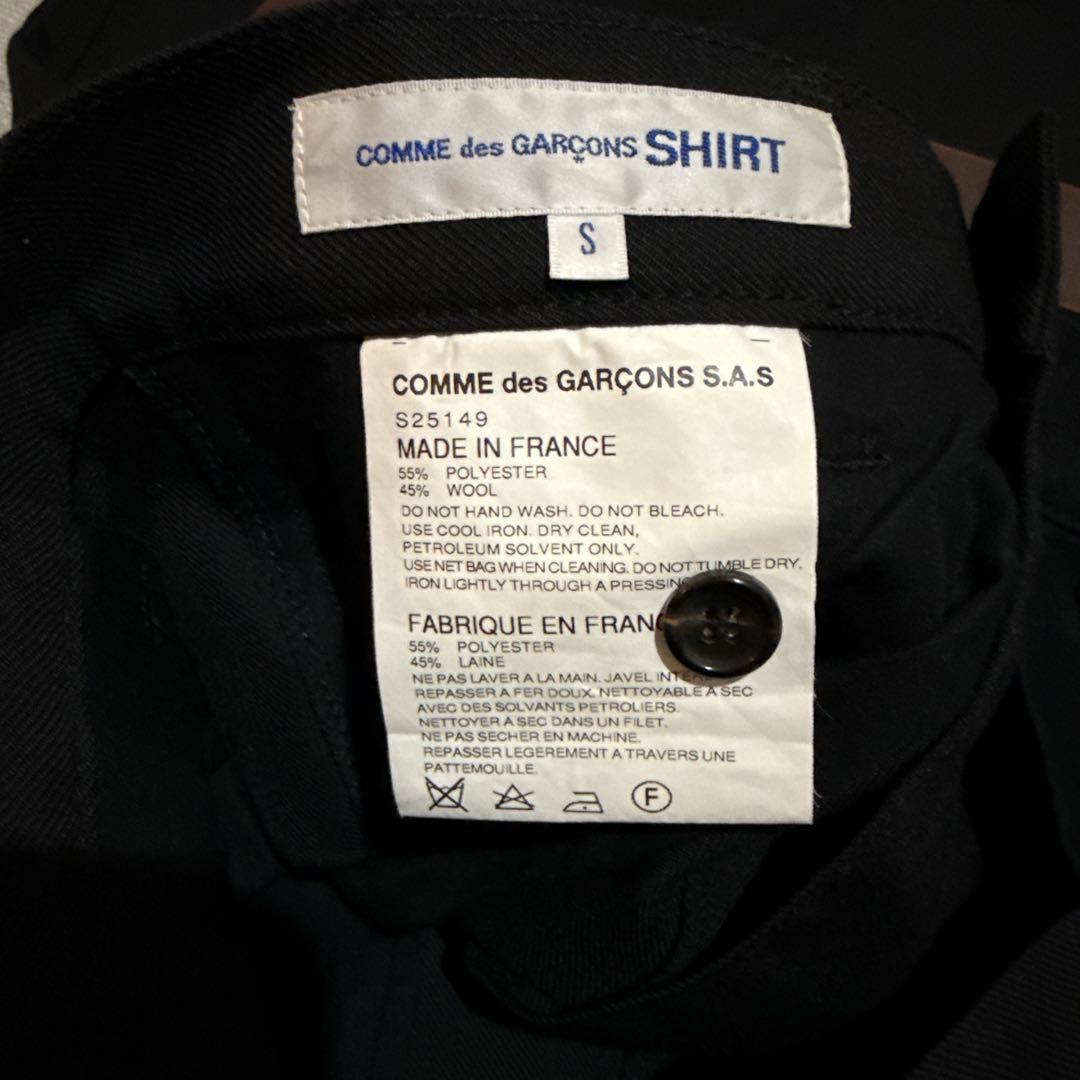 COMME des GARÇONS SHIRT
S
COMME des GARÇONS S.A.S
S25149
MADE IN FRANCE
55% POLYESTER
45% WOOL
DO NOT HAND WASH. DO NOT BLEACH.
USE COOL IRON. DRY CLEAN,
PETROLEUM SOLVENT ONLY.
USE NET BAG WHEN CLEANING. DO NOT TUMBLE DRY.
IRON LIGHTLY THROUGH A
FABRIQUE EN
55% POLYESTER
45% LAINE
NE PAS LAVER A LA MAIN. JAVEL
REPASSER A FER DOUX. NETTOYABLE A SEC
AVEC DES SOLVANTS PETROLIERS.
NETTOYER A SEC DANS UN FILET.
NE PAS SECHER EN MACHINE.
REPASSER LEGEREMENT A TRAVERS UNE
PATTEMOUILLE.
F